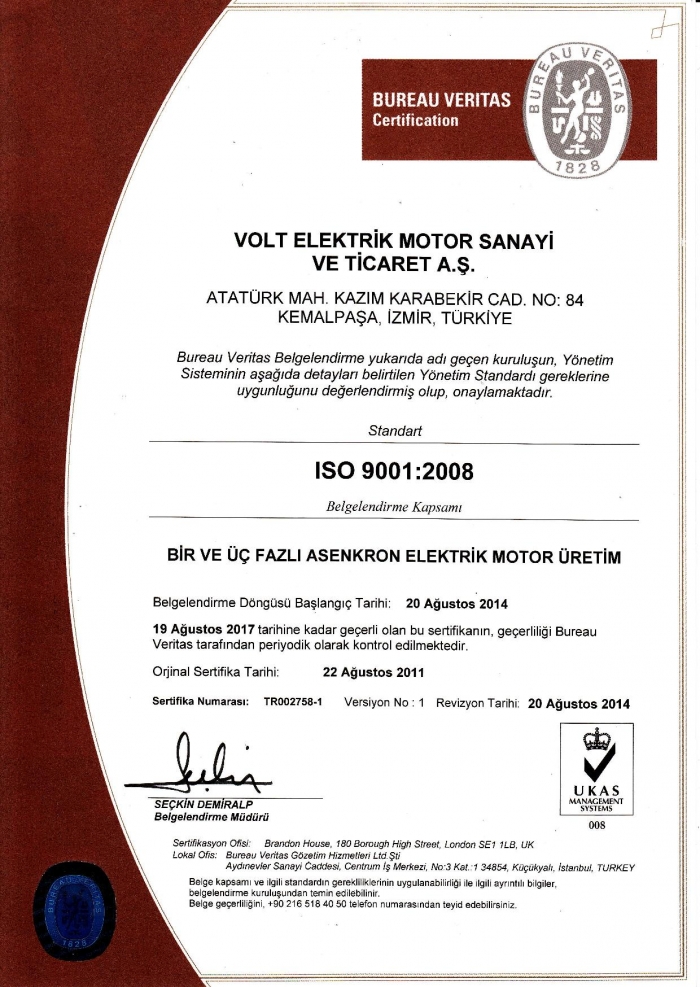 BUREAU VERITAS
Certification
BUREAU VERITAS
1828
VOLT ELEKTRİK MOTOR SANAYİ
VE TİCARET A.Ş.
ATATÜRK MAH. KAZIM KARABEKİR CAD. NO: 84
KEMALPAŞA, İZMİR, TÜRKİYE
Bureau Veritas Belgelendirme yukarıda adı geçen kuruluşun, Yönetim
Sisteminin aşağıda detayları belirtilen Yönetim Standardı gereklerine
uygunluğunu değerlendirmiş olup, onaylamaktadır.
Standart
ISO 9001:2008
Belgelendirme Kapsamı
BİR VE ÜÇ FAZLI ASENKRON ELEKTRİK MOTOR ÜRETİM
Belgelendirme Döngüsü Başlangıç Tarihi: 20 Ağustos 2014
19 Ağustos 2017 tarihine kadar geçerli olan bu sertifikanın, geçerliliği Bureau
Veritas tarafından periyodik olarak kontrol edilmektedir.
Orjinal Sertifika Tarihi: 22 Ağustos 2011
Sertifika Numarası: TR002758-1 Versiyon No : 1 Revizyon Tarihi: 20 Ağustos 2014
SEÇKİN DEMİRALP
Belgelendirme Müdürü
UKAS
MANAGEMENT
SYSTEMS
008
Sertifikasyon Ofisi: Brandon House, 180 Borough High Street, London SE1 1LB, UK
Lokal Ofis: Bureau Veritas Gözetim Hizmetleri Ltd.Şti
Aydınevler Sanayi Caddesi, Centrum İş Merkezi, No:3 Kat.:1 34854, Küçükyalı, İstanbul, TURKEY
Belge kapsamı ve ilgili standardın gerekliliklerinin uygulanabilirliği ile ilgili ayrıntılı bilgiler,
belgelendirme kuruluşundan temin edilebilir.
Belge geçerliliğini, +90 216 518 40 50 telefon numarasından teyid edebilirsiniz.
BUREAU VERITAS
1828